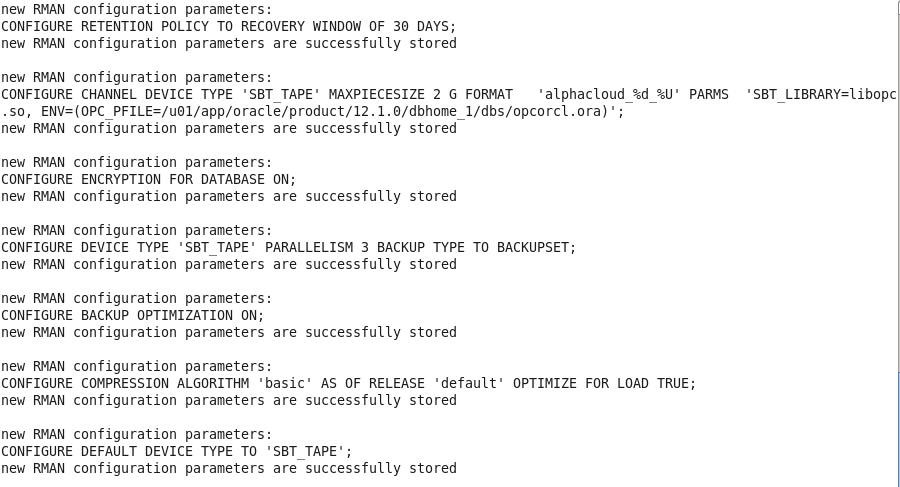 new RMAN configuration parameters:
CONFIGURE RETENTION POLICY TO RECOVERY WINDOW OF 30 DAYS;
new RMAN configuration parameters are successfully stored

new RMAN configuration parameters:
CONFIGURE CHANNEL DEVICE TYPE 'SBT_TAPE' MAXPIECESIZE 2 G FORMAT   'alphacloud_%d_%U' PARMS  'SBT_LIBRARY=libopc
.so, ENV=(OPC_PFILE=/u01/app/oracle/product/12.1.0/dbhome_1/dbs/opcorcl.ora)';
new RMAN configuration parameters are successfully stored

new RMAN configuration parameters:
CONFIGURE ENCRYPTION FOR DATABASE ON;
new RMAN configuration parameters are successfully stored

new RMAN configuration parameters:
CONFIGURE DEVICE TYPE 'SBT_TAPE' PARALLELISM 3 BACKUP TYPE TO BACKUPSET;
new RMAN configuration parameters are successfully stored

new RMAN configuration parameters:
CONFIGURE BACKUP OPTIMIZATION ON;
new RMAN configuration parameters are successfully stored

new RMAN configuration parameters:
CONFIGURE COMPRESSION ALGORITHM 'basic' AS OF RELEASE 'default' OPTIMIZE FOR LOAD TRUE;
new RMAN configuration parameters are successfully stored

new RMAN configuration parameters:
CONFIGURE DEFAULT DEVICE TYPE TO 'SBT_TAPE';
new RMAN configuration parameters are successfully stored